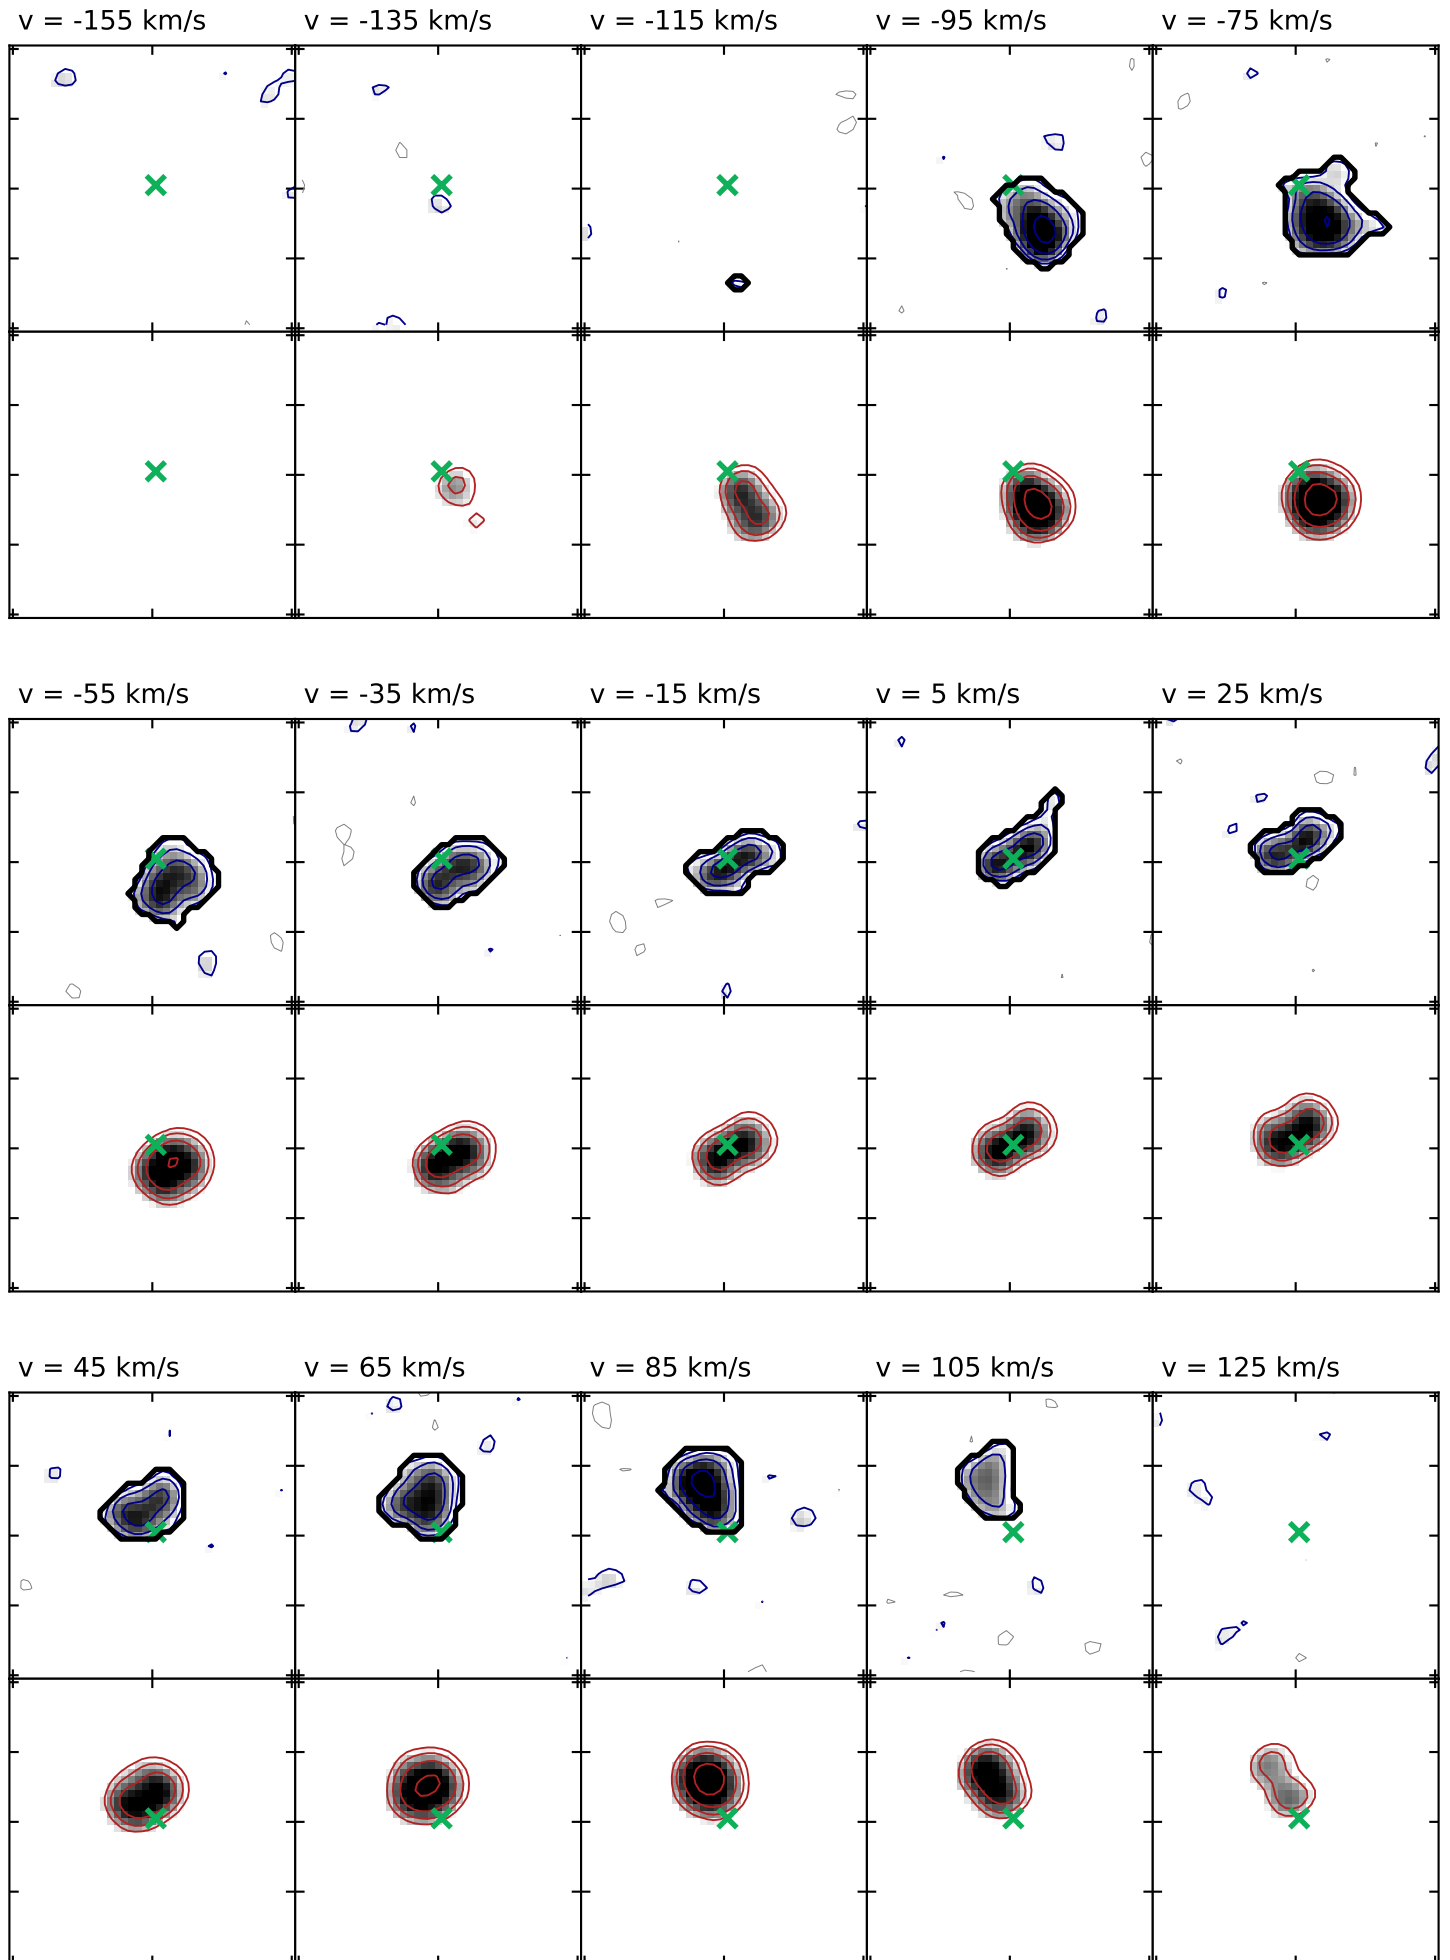 v = -155 km/s v = -135 km/s v = -115 km/s v = -95 km/s v = -75 km/s
v = -55 km/s v = -35 km/s v = -15 km/s v = 5 km/s v = 25 km/s
v = 45 km/s v = 65 km/s v = 85 km/s v = 105 km/s v = 125 km/s